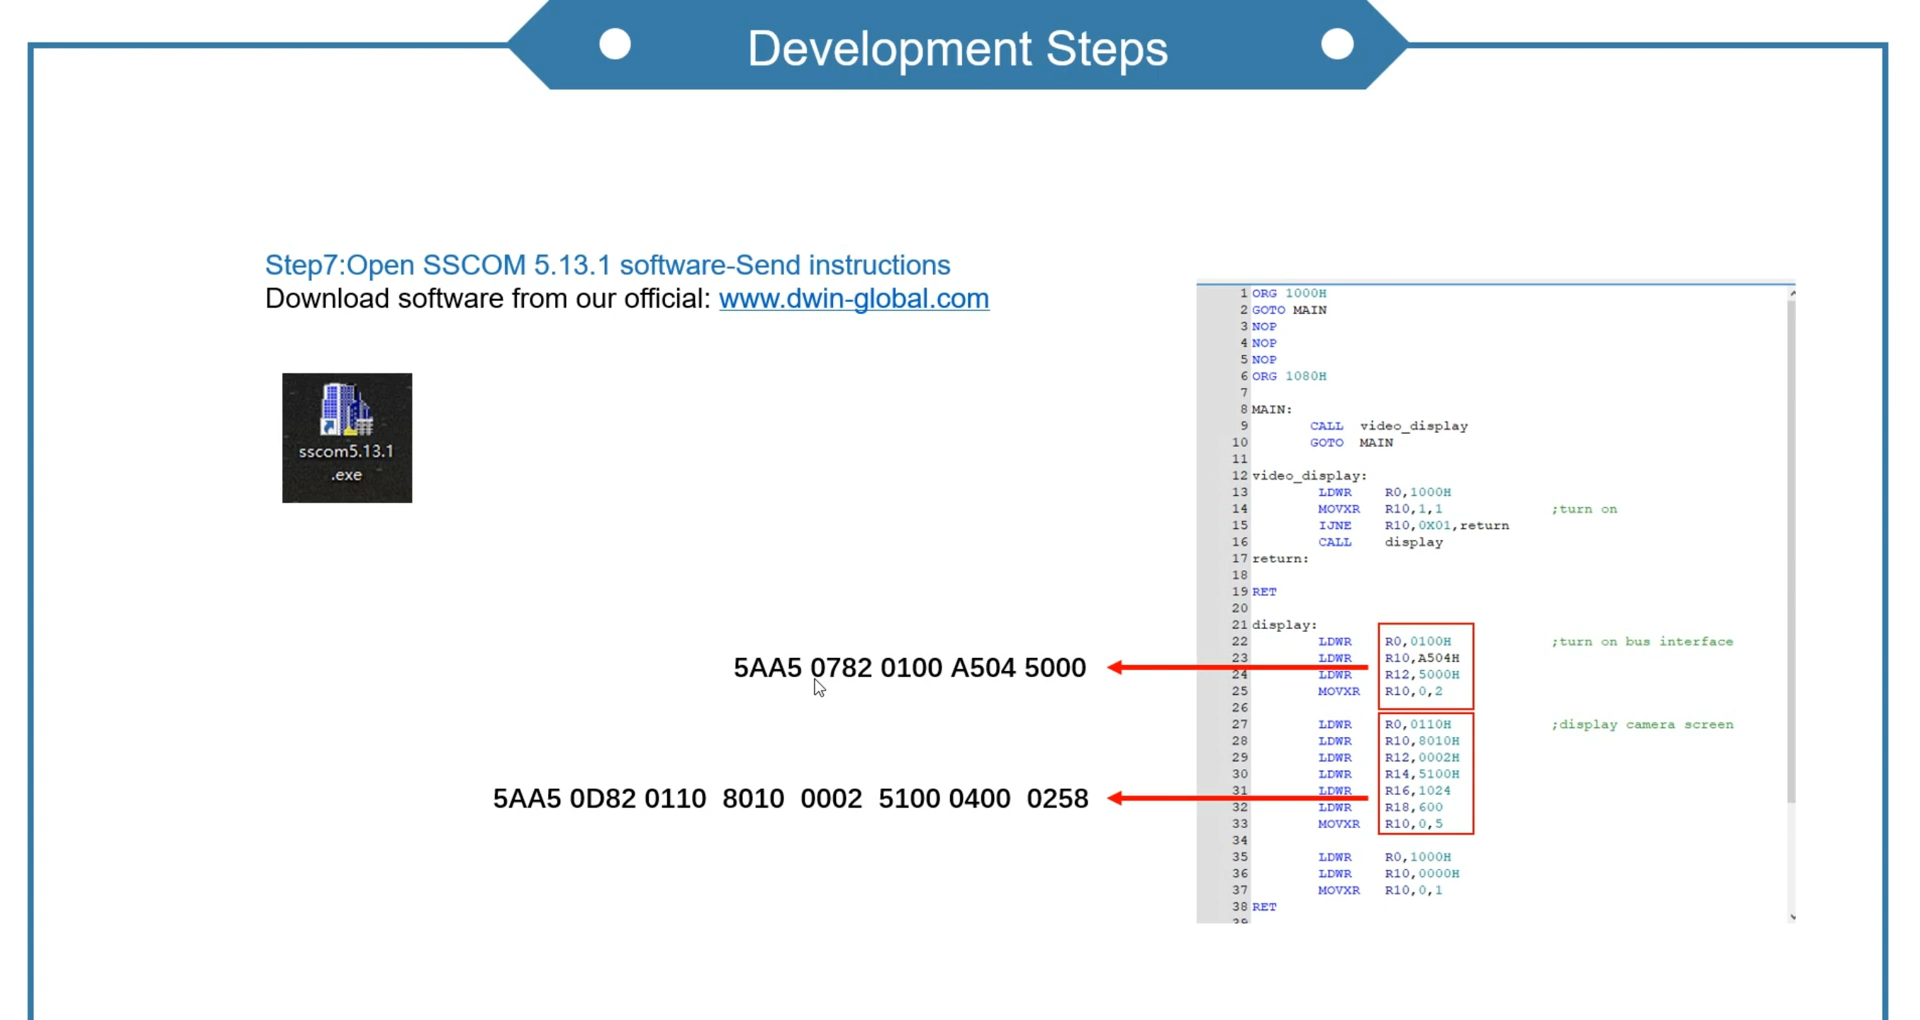 Development Steps
Step7:Open SSCOM 5.13.1 software-Send instructions
Download software from our official: www.dwin-global.com
sscom5.13.1
.exe
5AA5 0782 0100 A504 5000
5AA5 0D82 0110 8010 0002 5100 0400 0258
1 ORG 1000H
2 GOTO MAIN
3 NOP
4 NOP
5 NOP
6 ORG 1080H
7
8 MAIN:
9 CALL video_display
10 GOTO MAIN
11
12 video_display:
13 LDWR R0,1000H
14 MOVXR R10,1,1 ;turn on
15 IJNE R10,0X01,return
16 CALL display
17 return:
18
19 RET
20
21 display:
22 LDWR R0,0100H ;turn on bus interface
23 LDWR R10,A504H
24 LDWR R12,5000H
25 MOVXR R10,0,2
26
27 LDWR R0,0110H ;display camera screen
28 LDWR R10,8010H
29 LDWR R12,0002H
30 LDWR R14,5100H
31 LDWR R16,1024
32 LDWR R18,600
33 MOVXR R10,0,5
34
35 LDWR R0,1000H
36 LDWR R10,0000H
37 MOVXR R10,0,1
38 RET
39